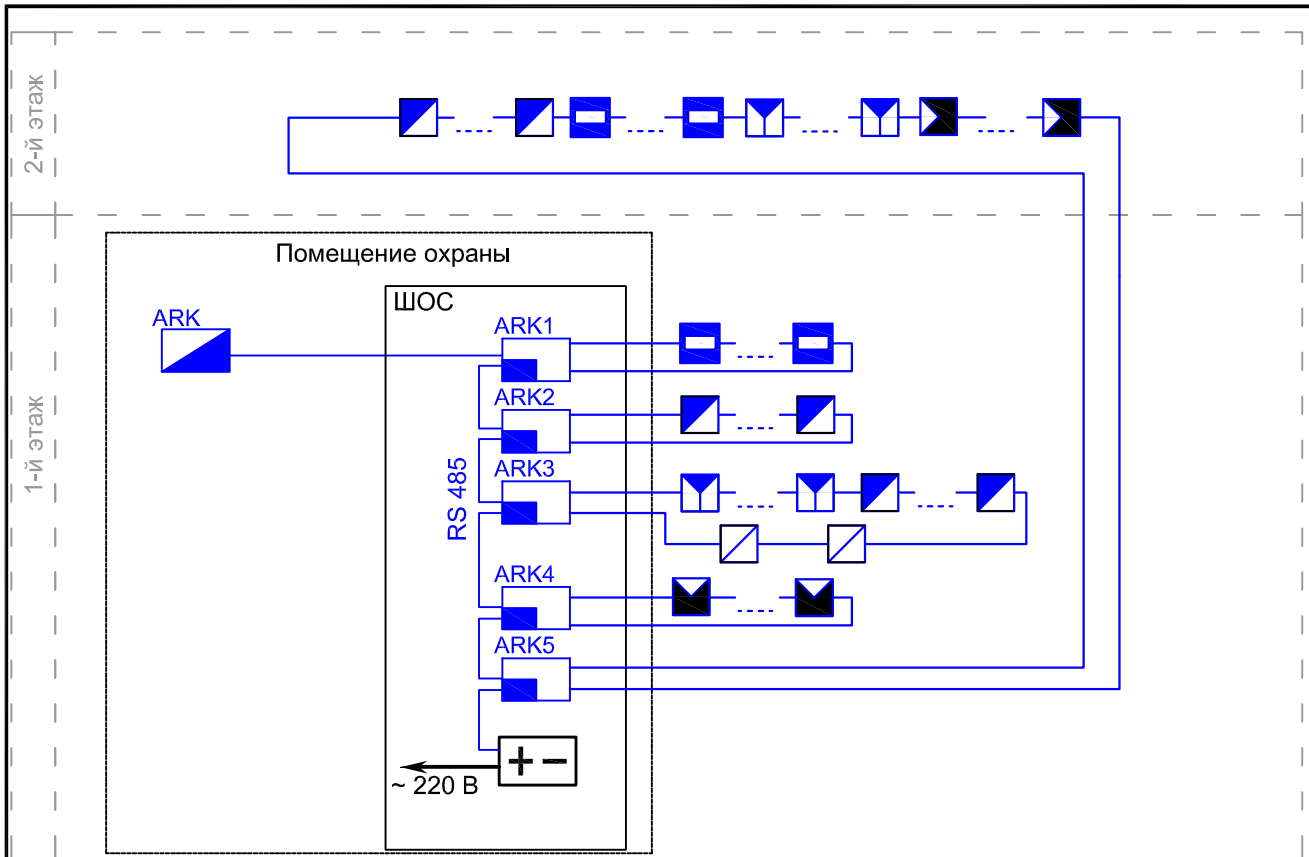 2-й этаж
1-й этаж
Помещение охраны
ШОС
ARK
ARK1
ARK2
ARK3
RS 485
ARK4
ARK5
~ 220 В